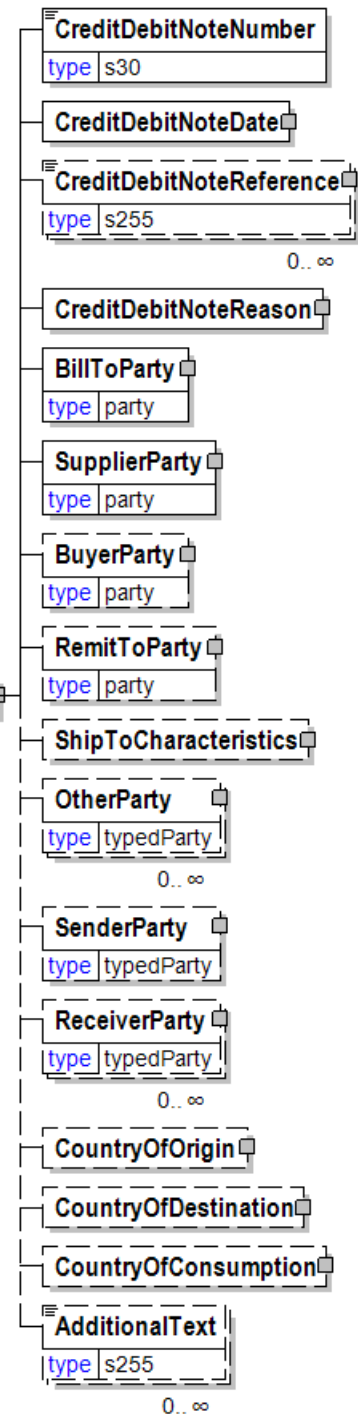 CreditDebitNoteNumber
type s30
CreditDebitNoteDate
CreditDebitNoteReference
type s255
0.. ∞
CreditDebitNoteReason
BillToParty
type party
SupplierParty
type party
BuyerParty
type party
RemitToParty
type party
ShipToCharacteristics
OtherParty
type typedParty
0.. ∞
SenderParty
type typedParty
ReceiverParty
type typedParty
0.. ∞
CountryOfOrigin
CountryOfDestination
CountryOfConsumption
AdditionalText
type s255
0.. ∞